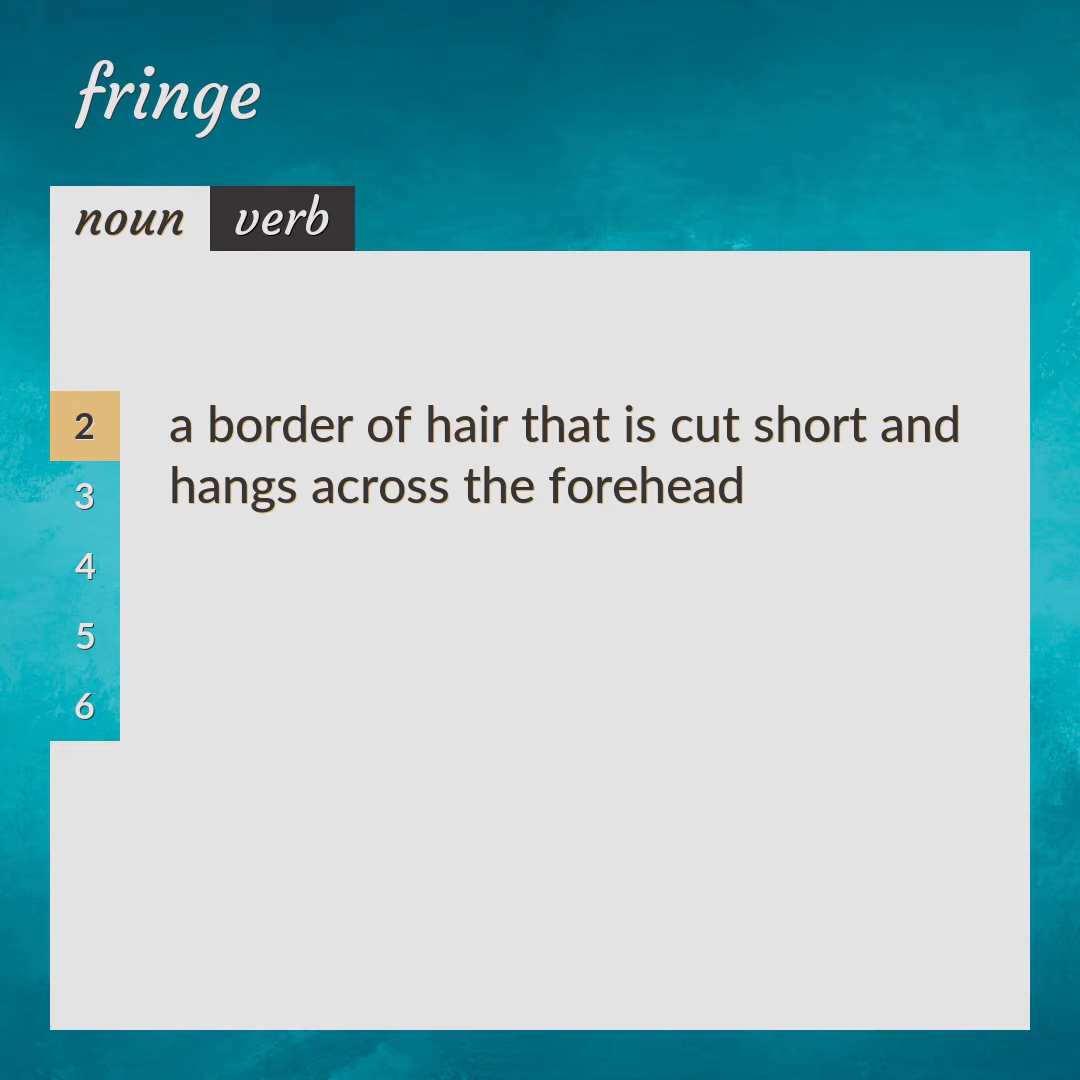 fringe
noun verb
2 a border of hair that is cut short and
hangs across the forehead
3
4
5
6